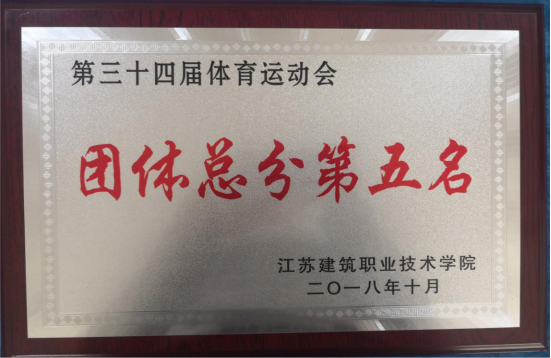 第三十四届体育运动会
团体总分第五名
江苏建筑职业技术学院
二〇一八年十月